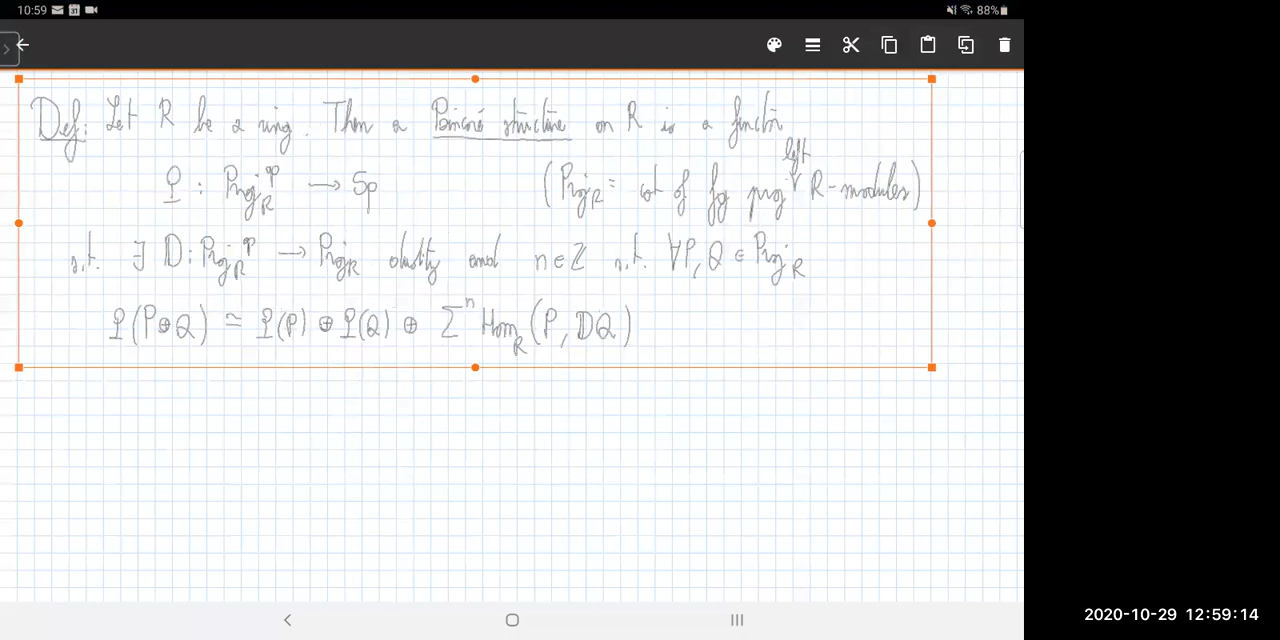 10:59 88%
Def: Let R be a ring. Then a Poincaré structure on R is a functor
Ϙ : Proj_R^op → Sp (Proj_R = cat of fg proj left R-modules)
s.t. ∃ D : Proj_R^op → Proj_R duality and n ∈ ℤ s.t. ∀P, Q ∈ Proj_R
Ϙ(P⊕Q) ≃ Ϙ(P) ⊕ Ϙ(Q) ⊕ Σ^n Hom_R (P, DQ)
2020-10-29 12:59:14